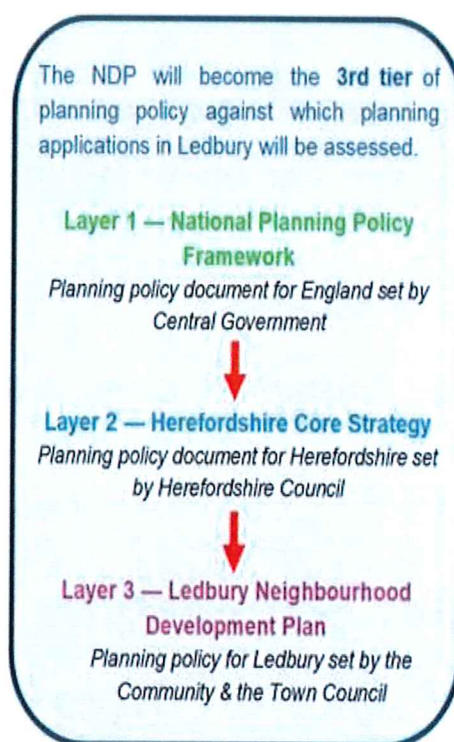 The NDP will become the 3rd tier of
planning policy against which planning
applications in Ledbury will be assessed.
Layer 1 — National Planning Policy
Framework
Planning policy document for England set by
Central Government
Layer 2 — Herefordshire Core Strategy
Planning policy document for Herefordshire set
by Herefordshire Council
Layer 3 — Ledbury Neighbourhood
Development Plan
Planning policy for Ledbury set by the
Community & the Town Council